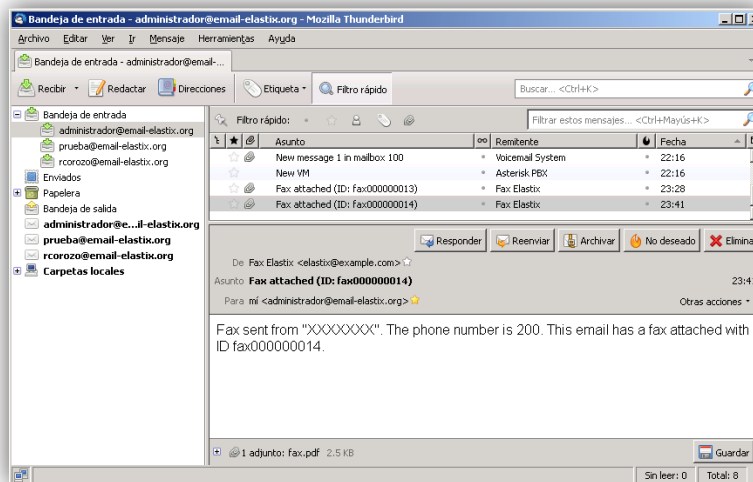 Bandeja de entrada - administrador@email-elastix.org - Mozilla Thunderbird
Archivo Editar Ver Ir Mensaje Herramientas Ayuda
Bandeja de entrada - administrador@email-...
Recibir Redactar Direcciones Etiqueta Filtro rápido Buscar... <Ctrl+K>
Bandeja de entrada
administrador@email-elastix.org
prueba@email-elastix.org
rcorozo@email-elastix.org
Enviados
Papelera
Bandeja de salida
administrador@e...il-elastix.org
prueba@email-elastix.org
rcorozo@email-elastix.org
Carpetas locales
Filtro rápido: Filtrar estos mensajes... <Ctrl+Mayús+K>
Asunto Remitente Fecha
New message 1 in mailbox 100 Voicemail System 22:16
New VM Asterisk PBX 22:16
Fax attached (ID: fax000000013) Fax Elastix 23:28
Fax attached (ID: fax000000014) Fax Elastix 23:41
Responder Reenviar Archivar No deseado Elimina
De Fax Elastix <elastix@example.com>
Asunto Fax attached (ID: fax000000014) 23:41
Para mí <administrador@email-elastix.org> Otras acciones
Fax sent from "XXXXXXX". The phone number is 200. This email has a fax attached with
ID fax000000014.
1 adjunto: fax.pdf 2.5 KB Guardar
Sin leer: 0 Total: 8